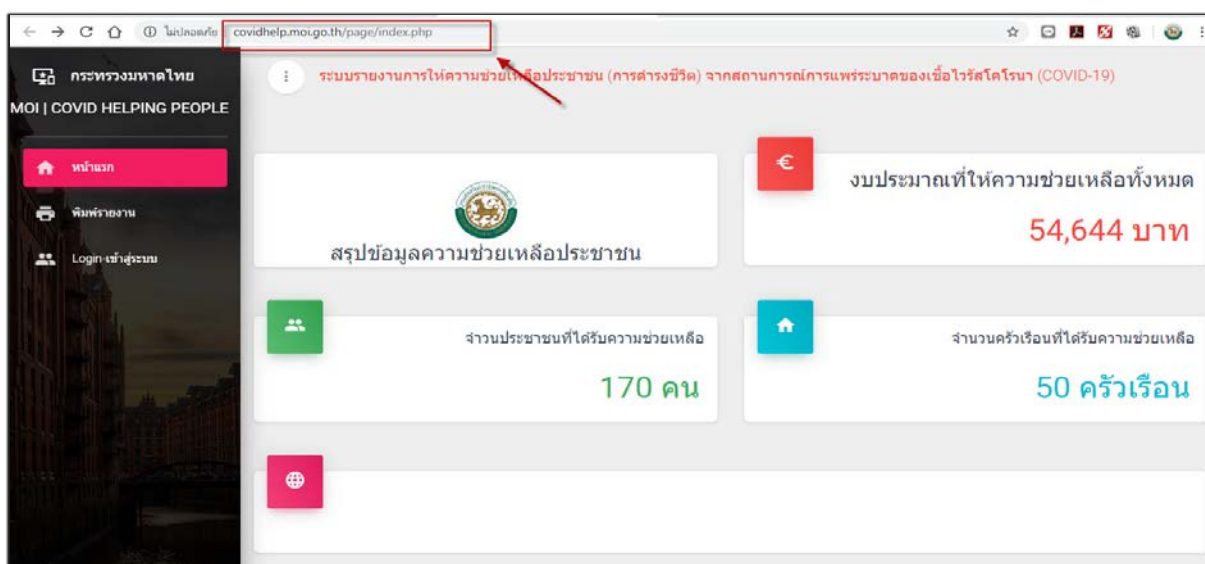 ไม่ปลอดภัย covidhelp.moi.go.th/page/index.php
กระทรวงมหาดไทย
MOI | COVID HELPING PEOPLE
หน้าแรก
พิมพ์รายงาน
Login-เข้าสู่ระบบ
ระบบรายงานการให้ความช่วยเหลือประชาชน (การดำรงชีวิต) จากสถานการณ์การแพร่ระบาดของเชื้อไวรัสโคโรนา (COVID-19)
สรุปข้อมูลความช่วยเหลือประชาชน
€
งบประมาณที่ให้ความช่วยเหลือทั้งหมด
54,644 บาท
จำวนประชาชนที่ได้รับความช่วยเหลือ
170 คน
จำนวนครัวเรือนที่ได้รับความช่วยเหลือ
50 ครัวเรือน